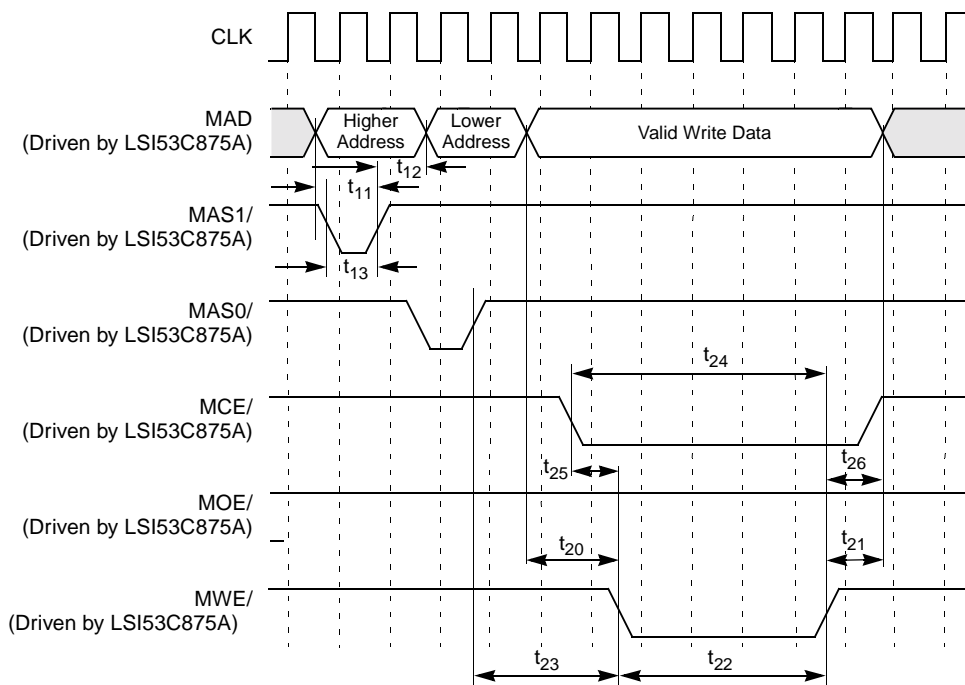 CLK
MAD
(Driven by LSI53C875A)
Higher
Address
Lower
Address
Valid Write Data
t12
t11
MAS1/
(Driven by LSI53C875A)
t13
MAS0/
(Driven by LSI53C875A)
t24
MCE/
(Driven by LSI53C875A)
t25
t26
MOE/
(Driven by LSI53C875A)
t20
t21
MWE/
(Driven by LSI53C875A)
t23
t22